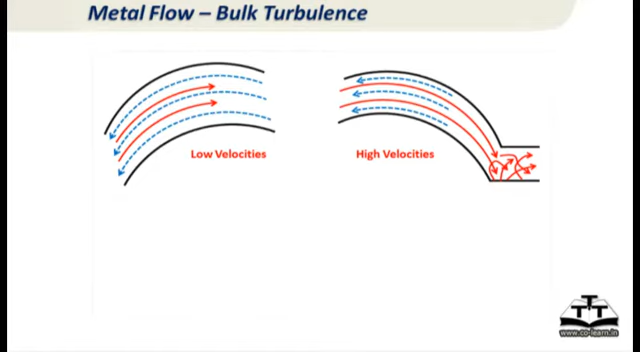 Metal Flow – Bulk Turbulence
Low Velocities
High Velocities
T
T T
www.co-learn.in